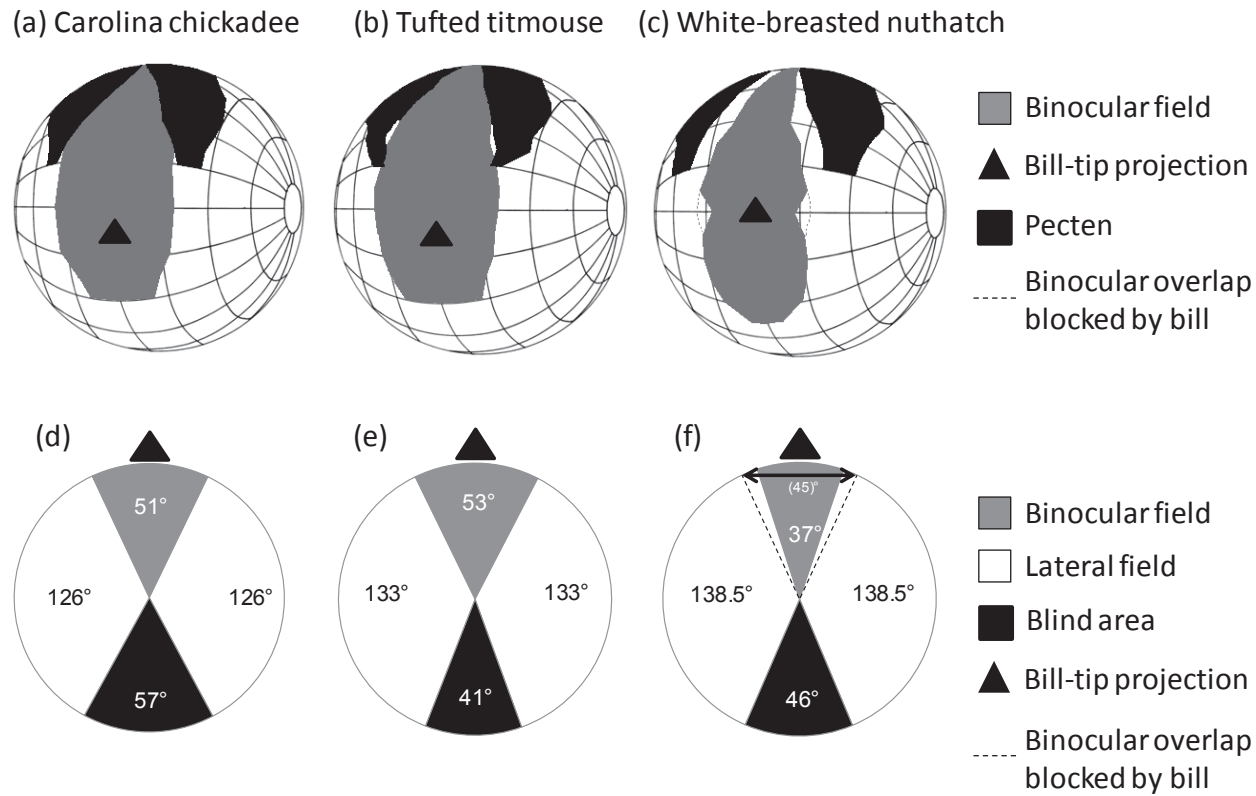 (a) Carolina chickadee
(b) Tufted titmouse
(c) White-breasted nuthatch
Binocular field
Bill-tip projection
Pecten
Binocular overlap
blocked by bill
(d)
(e)
(f)
51°
126°
126°
57°
53°
133°
133°
41°
(45)°
37°
138.5°
138.5°
46°
Binocular field
Lateral field
Blind area
Bill-tip projection
Binocular overlap
blocked by bill